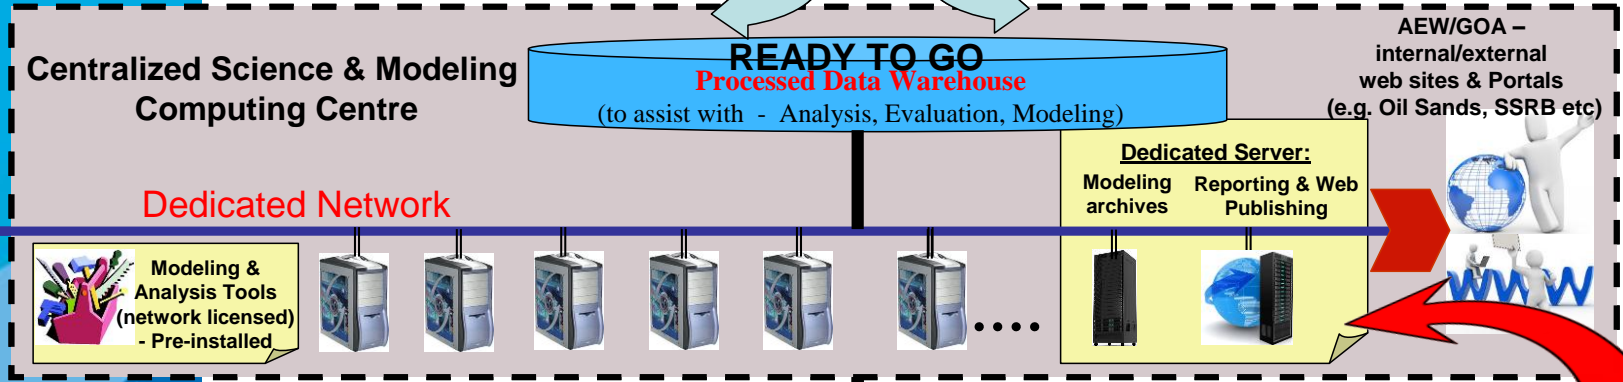 Centralized Science & Modeling
Computing Centre
READY TO GO
Processed Data Warehouse
(to assist with - Analysis, Evaluation, Modeling)
AEW/GOA –
internal/external
web sites & Portals
(e.g. Oil Sands, SSRB etc)
Dedicated Server:
Modeling
archives
Reporting & Web
Publishing
Dedicated Network
Modeling &
Analysis Tools
(network licensed)
- Pre-installed
....
WWW